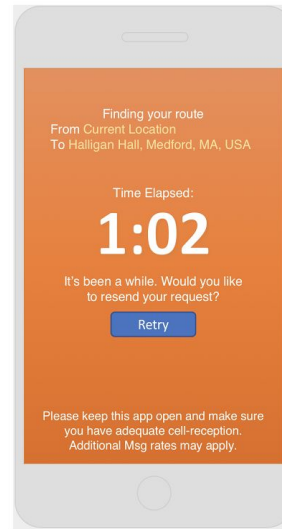 Finding your route
From Current Location
To Halligan Hall, Medford, MA, USA
Time Elapsed:
1:02
It's been a while. Would you like
to resend your request?
Retry
Please keep this app open and make sure
you have adequate cell-reception.
Additional Msg rates may apply.